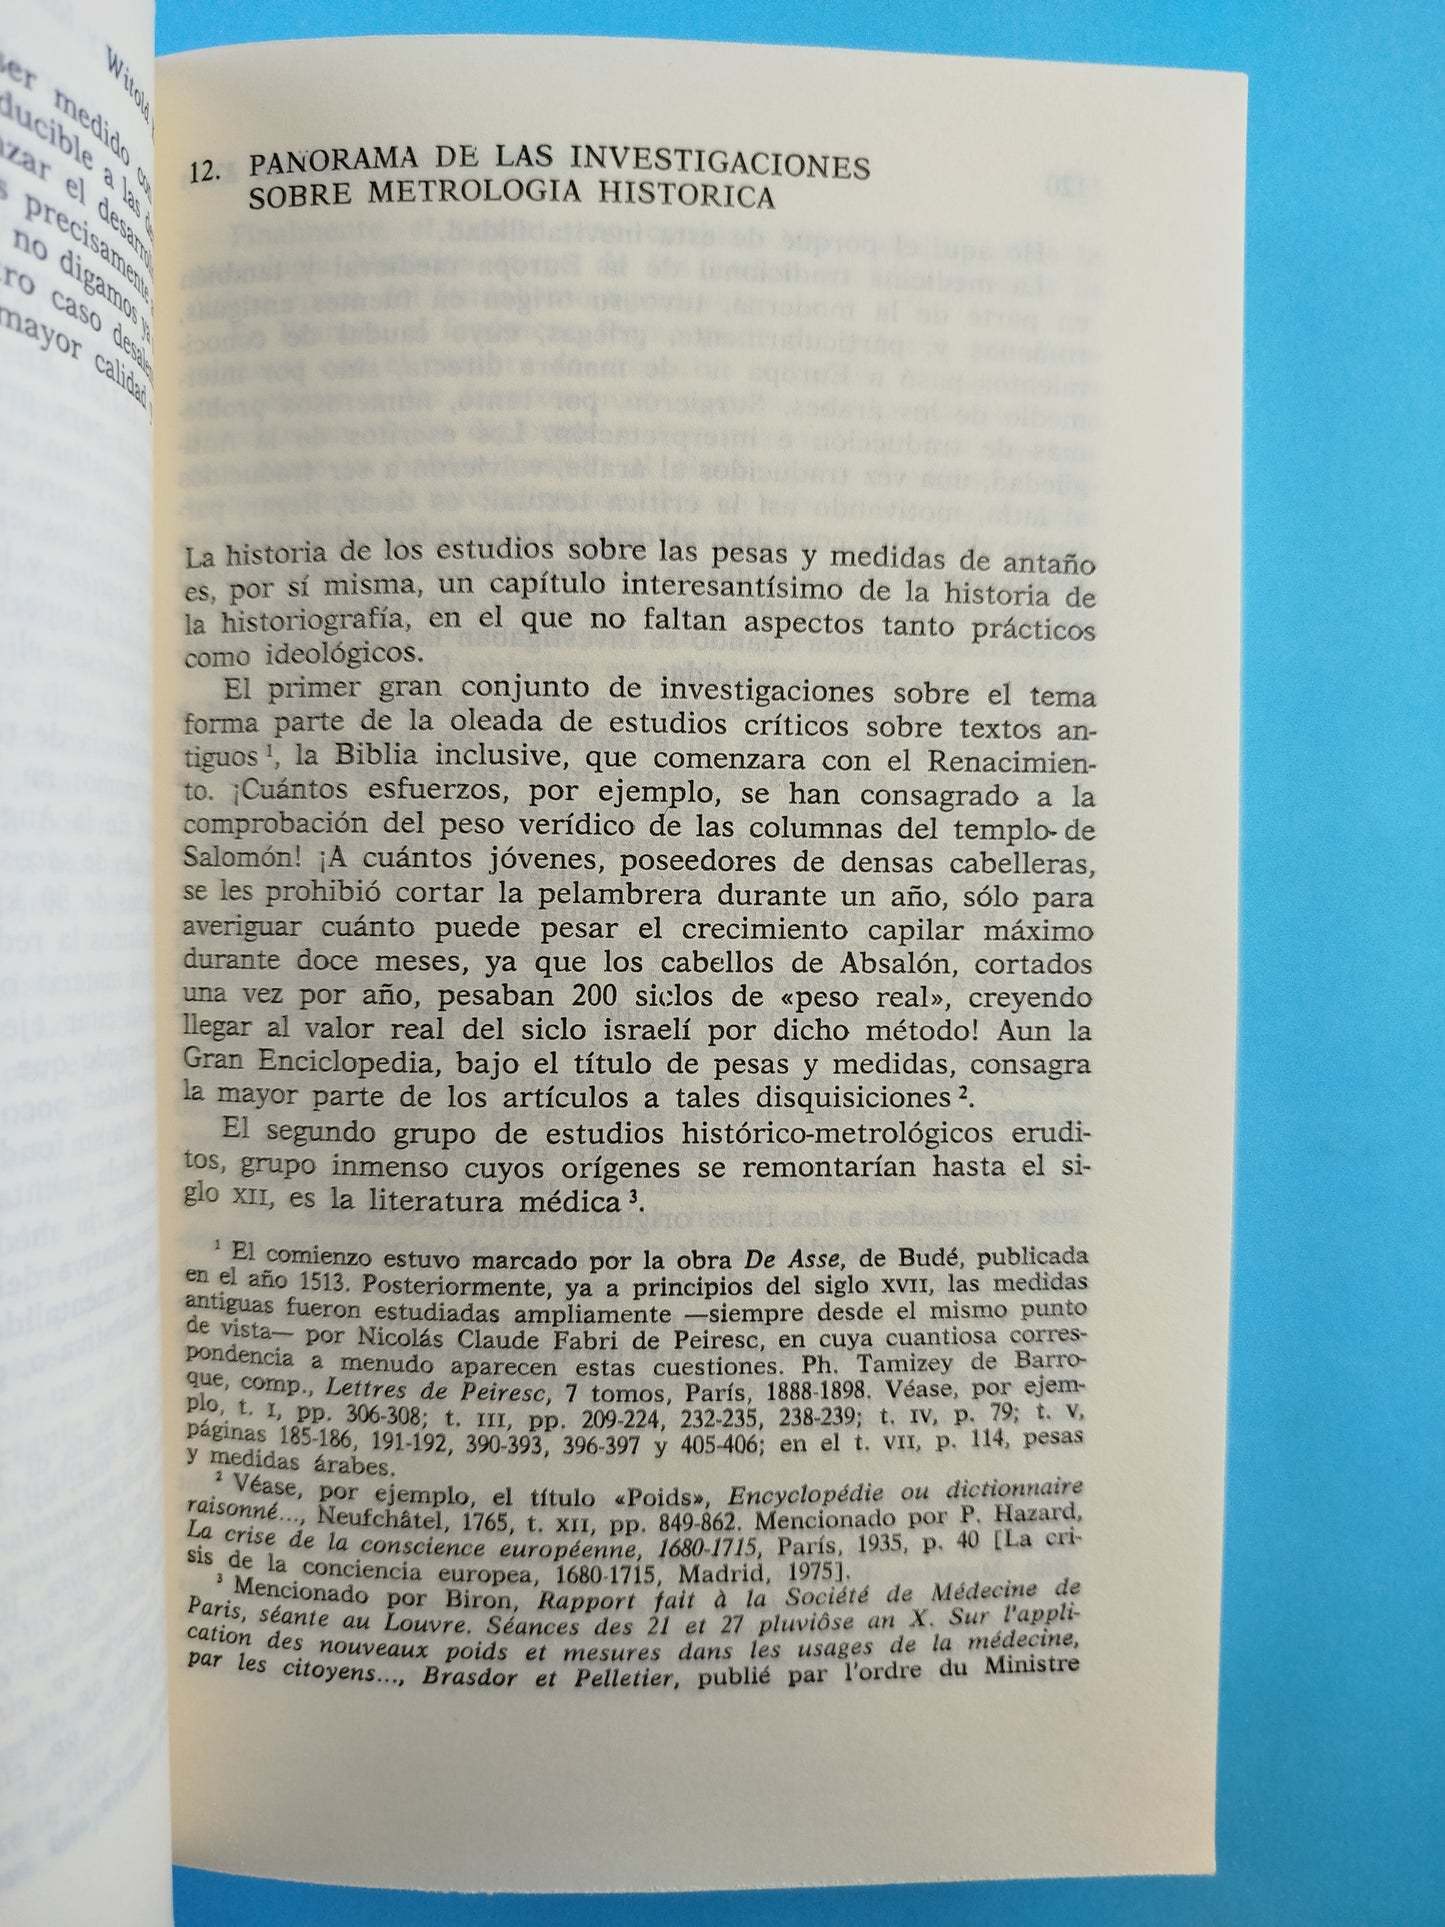 Witold
ser medido con
ducible a las de
zar el desarrol
s precisamente
no digamos ya
ro caso desale
mayor calidad y
12. PANORAMA DE LAS INVESTIGACIONES
SOBRE METROLOGIA HISTORICA
La historia de los estudios sobre las pesas y medidas de antaño
es, por sí misma, un capítulo interesantísimo de la historia de
la historiografía, en el que no faltan aspectos tanto prácticos
como ideológicos.
El primer gran conjunto de investigaciones sobre el tema
forma parte de la oleada de estudios críticos sobre textos an-
tiguos ¹, la Biblia inclusive, que comenzara con el Renacimien-
to. ¡Cuántos esfuerzos, por ejemplo, se han consagrado a la
comprobación del peso verídico de las columnas del templo de
Salomón! ¡A cuántos jóvenes, poseedores de densas cabelleras,
se les prohibió cortar la pelambrera durante un año, sólo para
averiguar cuánto puede pesar el crecimiento capilar máximo
durante doce meses, ya que los cabellos de Absalón, cortados
una vez por año, pesaban 200 siclos de «peso real», creyendo
llegar al valor real del siclo israelí por dicho método! Aun la
Gran Enciclopedia, bajo el título de pesas y medidas, consagra
la mayor parte de los artículos a tales disquisiciones ².
El segundo grupo de estudios histórico-metrológicos erudi-
tos, grupo inmenso cuyos orígenes se remontarían hasta el si-
glo XII, es la literatura médica ³.
¹ El comienzo estuvo marcado por la obra De Asse, de Budé, publicada
en el año 1513. Posteriormente, ya a principios del siglo XVII, las medidas
antiguas fueron estudiadas ampliamente —siempre desde el mismo punto
de vista— por Nicolás Claude Fabri de Peiresc, en cuya cuantiosa corres-
pondencia a menudo aparecen estas cuestiones. Ph. Tamizey de Barro-
que, comp., Lettres de Peiresc, 7 tomos, París, 1888-1898. Véase, por ejem-
plo, t. I, pp. 306-308; t. III, pp. 209-224, 232-235, 238-239; t. IV, p. 79; t. V,
páginas 185-186, 191-192, 390-393, 396-397 y 405-406; en el t. VII, p. 114, pesas
y medidas árabes.
² Véase, por ejemplo, el título «Poids», Encyclopédie ou dictionnaire
raisonné..., Neufchâtel, 1765, t. XII, pp. 849-862. Mencionado por P. Hazard,
La crise de la conscience européenne, 1680-1715, París, 1935, p. 40 [La cri-
sis de la conciencia europea, 1680-1715, Madrid, 1975].
³ Mencionado por Biron, Rapport fait à la Société de Médecine de
Paris, séante au Louvre. Séances des 21 et 27 pluviôse an X. Sur l'appli-
cation des nouveaux poids et mesures dans les usages de la médecine,
par les citoyens..., Brasdor et Pelletier, publié par l'ordre du Ministre